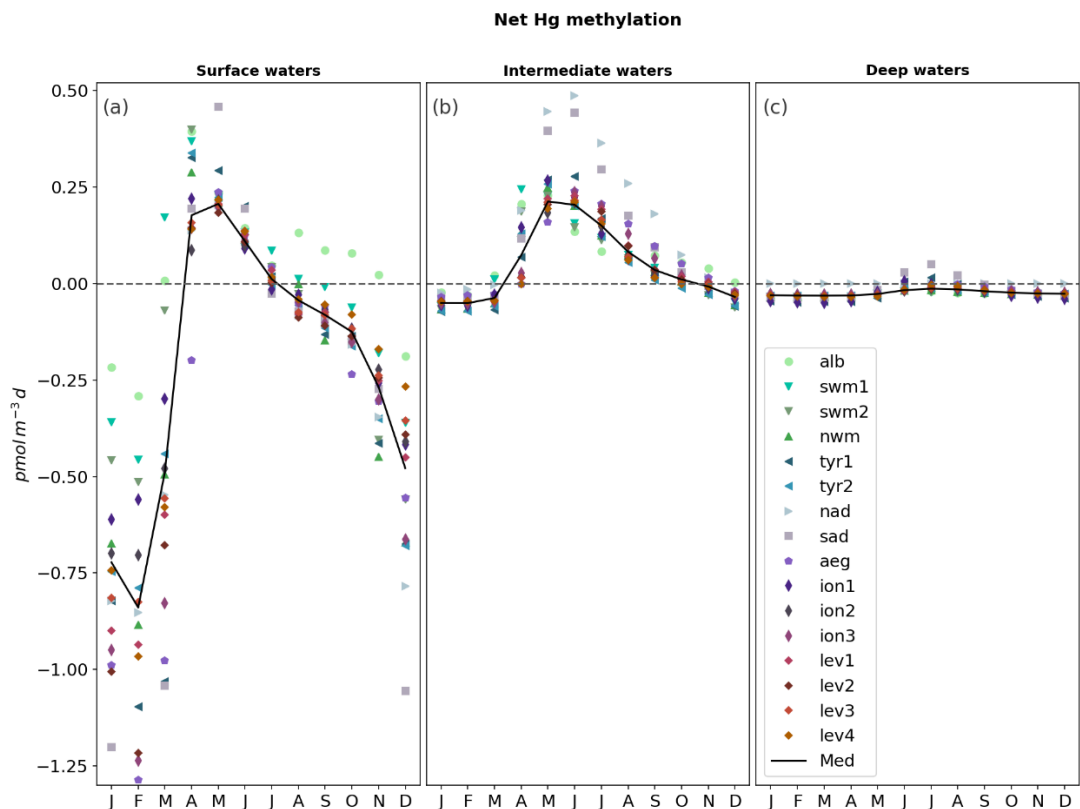 Net Hg methylation
Surface waters
Intermediate waters
Deep waters
(a)
(b)
(c)
pmol m⁻³ d
0.50
0.25
0.00
−0.25
−0.50
−0.75
−1.00
−1.25
alb
swm1
swm2
nwm
tyr1
tyr2
nad
sad
aeg
ion1
ion2
ion3
lev1
lev2
lev3
lev4
Med
J F M A M J J A S O N D
J F M A M J J A S O N D
J F M A M J J A S O N D